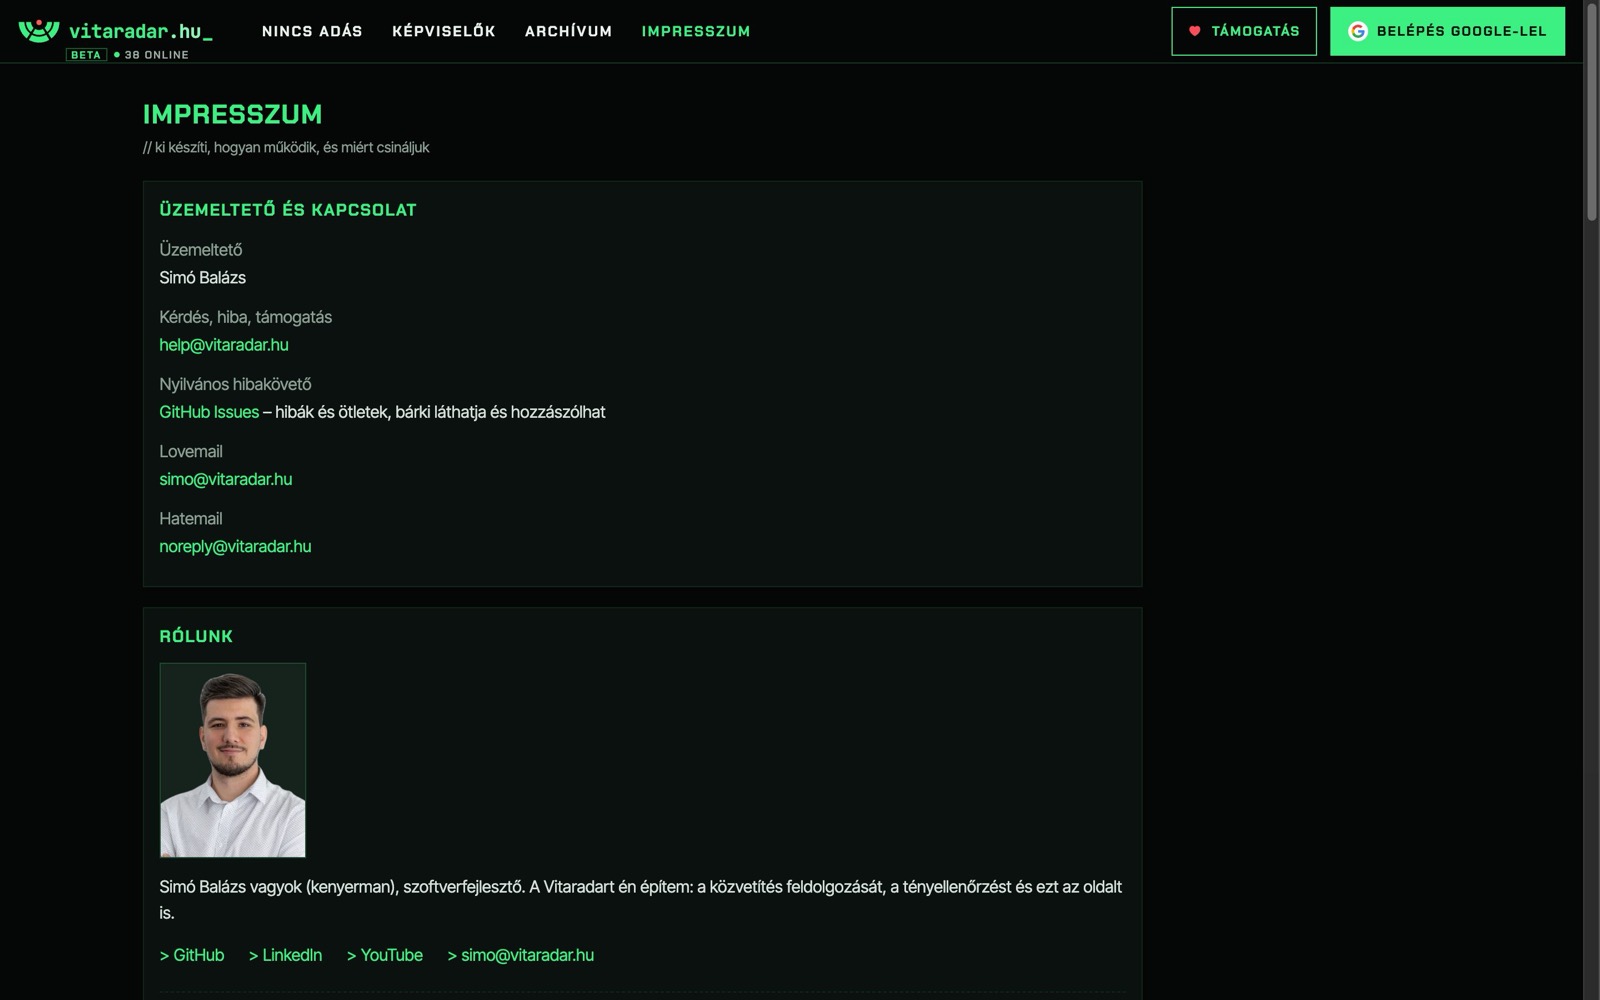 vitaradar.hu_
BETA
38 ONLINE
NINCS ADÁS
KÉPVISELŐK
ARCHÍVUM
IMPRESSZUM
TÁMOGATÁS
BELÉPÉS GOOGLE-LEL
IMPRESSZUM
// ki készíti, hogyan működik, és miért csináljuk
ÜZEMELTETŐ ÉS KAPCSOLAT
Üzemeltető
Simó Balázs
Kérdés, hiba, támogatás
help@vitaradar.hu
Nyilvános hibakövető
GitHub Issues – hibák és ötletek, bárki láthatja és hozzászólhat
Lovemail
simo@vitaradar.hu
Hatemail
noreply@vitaradar.hu
RÓLUNK
Simó Balázs vagyok (kenyerman), szoftverfejlesztő. A Vitaradart én építem: a közvetítés feldolgozását, a tényellenőrzést és ezt az oldalt
is.
> GitHub
> LinkedIn
> YouTube
> simo@vitaradar.hu